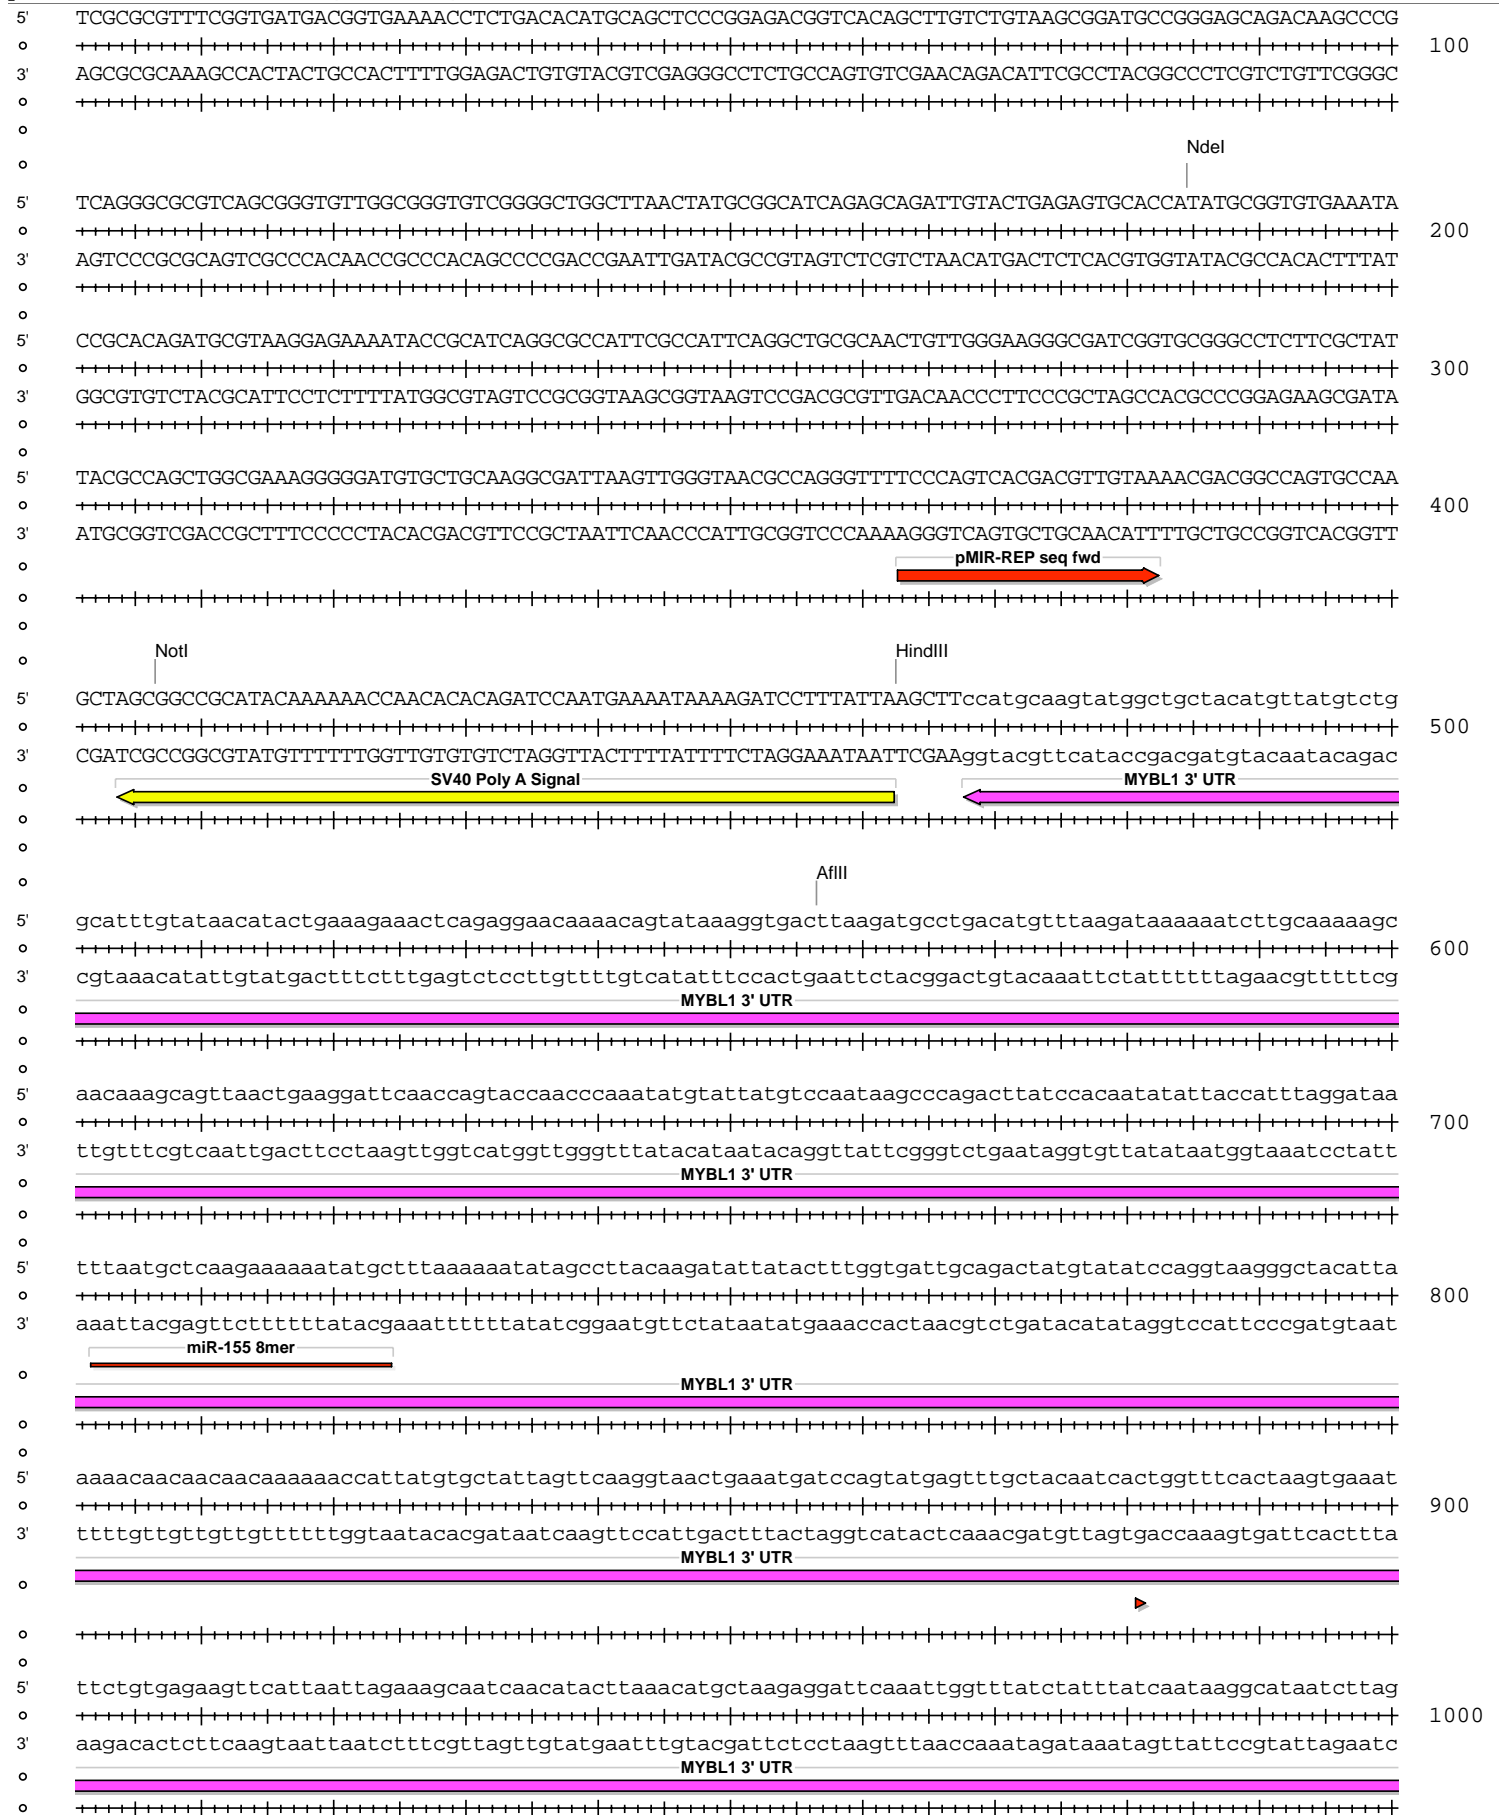 5' TCGCGCGTTTCGGTGATGACGGTGAAAACCTCTGACACATGCAGCTCCCGGAGACGGTCACAGCTTGTCTGTAAGCGGATGCCGGGAGCAGACAAGCCCG
100
3' AGCGCGCAAAGCCACTACTGCCACTTTTGGAGACTGTGTACGTCGAGGGCCTCTGCCAGTGTCGAACAGACATTCGCCTACGGCCCTCGTCTGTTCGGGC
NdeI
5' TCAGGGCGCGTCAGCGGGTGTTGGCGGGTGTCGGGGCTGGCTTAACTATGCGGCATCAGAGCAGATTGTACTGAGAGTGCACCATATGCGGTGTGAAATA
200
3' AGTCCCGCGCAGTCGCCCACAACCGCCCACAGCCCCGACCGAATTGATACGCCGTAGTCTCGTCTAACATGACTCTCACGTGGTATACGCCACACTTTAT
5' CCGCACAGATGCGTAAGGAGAAAATACCGCATCAGGCGCCATTCGCCATTCAGGCTGCGCAACTGTTGGGAAGGGCGATCGGTGCGGGCCTCTTCGCTAT
300
3' GGCGTGTCTACGCATTCCTCTTTTATGGCGTAGTCCGCGGTAAGCGGTAAGTCCGACGCGTTGACAACCCTTCCCGCTAGCCACGCCCGGAGAAGCGATA
5' TACGCCAGCTGGCGAAAGGGGGATGTGCTGCAAGGCGATTAAGTTGGGTAACGCCAGGGTTTTCCCAGTCACGACGTTGTAAAACGACGGCCAGTGCCAA
400
3' ATGCGGTCGACCGCTTTCCCCCTACACGACGTTCCGCTAATTCAACCCATTGCGGTCCCAAAAGGGTCAGTGCTGCAACATTTTGCTGCCGGTCACGGTT
pMIR-REP seq fwd
NotI HindIII
5' GCTAGCGGCCGCATACAAAAAACCAACACACAGATCCAATGAAAATAAAAGATCCTTTATTAAGCTTccatgcaagtatggctgctacatgttatgtctg
500
3' CGATCGCCGGCGTATGTTTTTTGGTTGTGTGTCTAGGTTACTTTTATTTTCTAGGAAATAATTCGAAggtacgttcataccgacgatgtacaatacagac
SV40 Poly A Signal MYBL1 3' UTR
AflII
5' gcatttgtataacatactgaaagaaactcagaggaacaaaacagtataaaggtgacttaagatgcctgacatgtttaagataaaaaatcttgcaaaaagc
600
3' cgtaaacatattgtatgactttctttgagtctccttgttttgtcatatttccactgaattctacggactgtacaaattctattttttagaacgtttttcg
MYBL1 3' UTR
5' aacaaagcagttaactgaaggattcaaccagtaccaacccaaatatgtattatgtccaataagcccagacttatccacaatatattaccatttaggataa
700
3' ttgtttcgtcaattgacttcctaagttggtcatggttgggtttatacataatacaggttattcgggtctgaataggtgttatataatggtaaatcctatt
MYBL1 3' UTR
5' tttaatgctcaagaaaaaatatgctttaaaaaatatagccttacaagatattatactttggtgattgcagactatgtatatccaggtaagggctacatta
800
3' aaattacgagttcttttttatacgaaattttttatatcggaatgttctataatatgaaaccactaacgtctgatacatataggtccattcccgatgtaat
miR-155 8mer
MYBL1 3' UTR
5' aaaacaacaacaacaaaaaaccattatgtgctattagttcaaggtaactgaaatgatccagtatgagtttgctacaatcactggtttcactaagtgaaat
900
3' ttttgttgttgttgttttttggtaatacacgataatcaagttccattgactttactaggtcatactcaaacgatgttagtgaccaaagtgattcacttta
MYBL1 3' UTR
5' ttctgtgagaagttcattaattagaaagcaatcaacatacttaaacatgctaagaggattcaaattggtttatctatttatcaataaggcataatcttag
1000
3' aagacactcttcaagtaattaatctttcgttagttgtatgaatttgtacgattctcctaagtttaaccaaatagataaatagttattccgtattagaatc
MYBL1 3' UTR